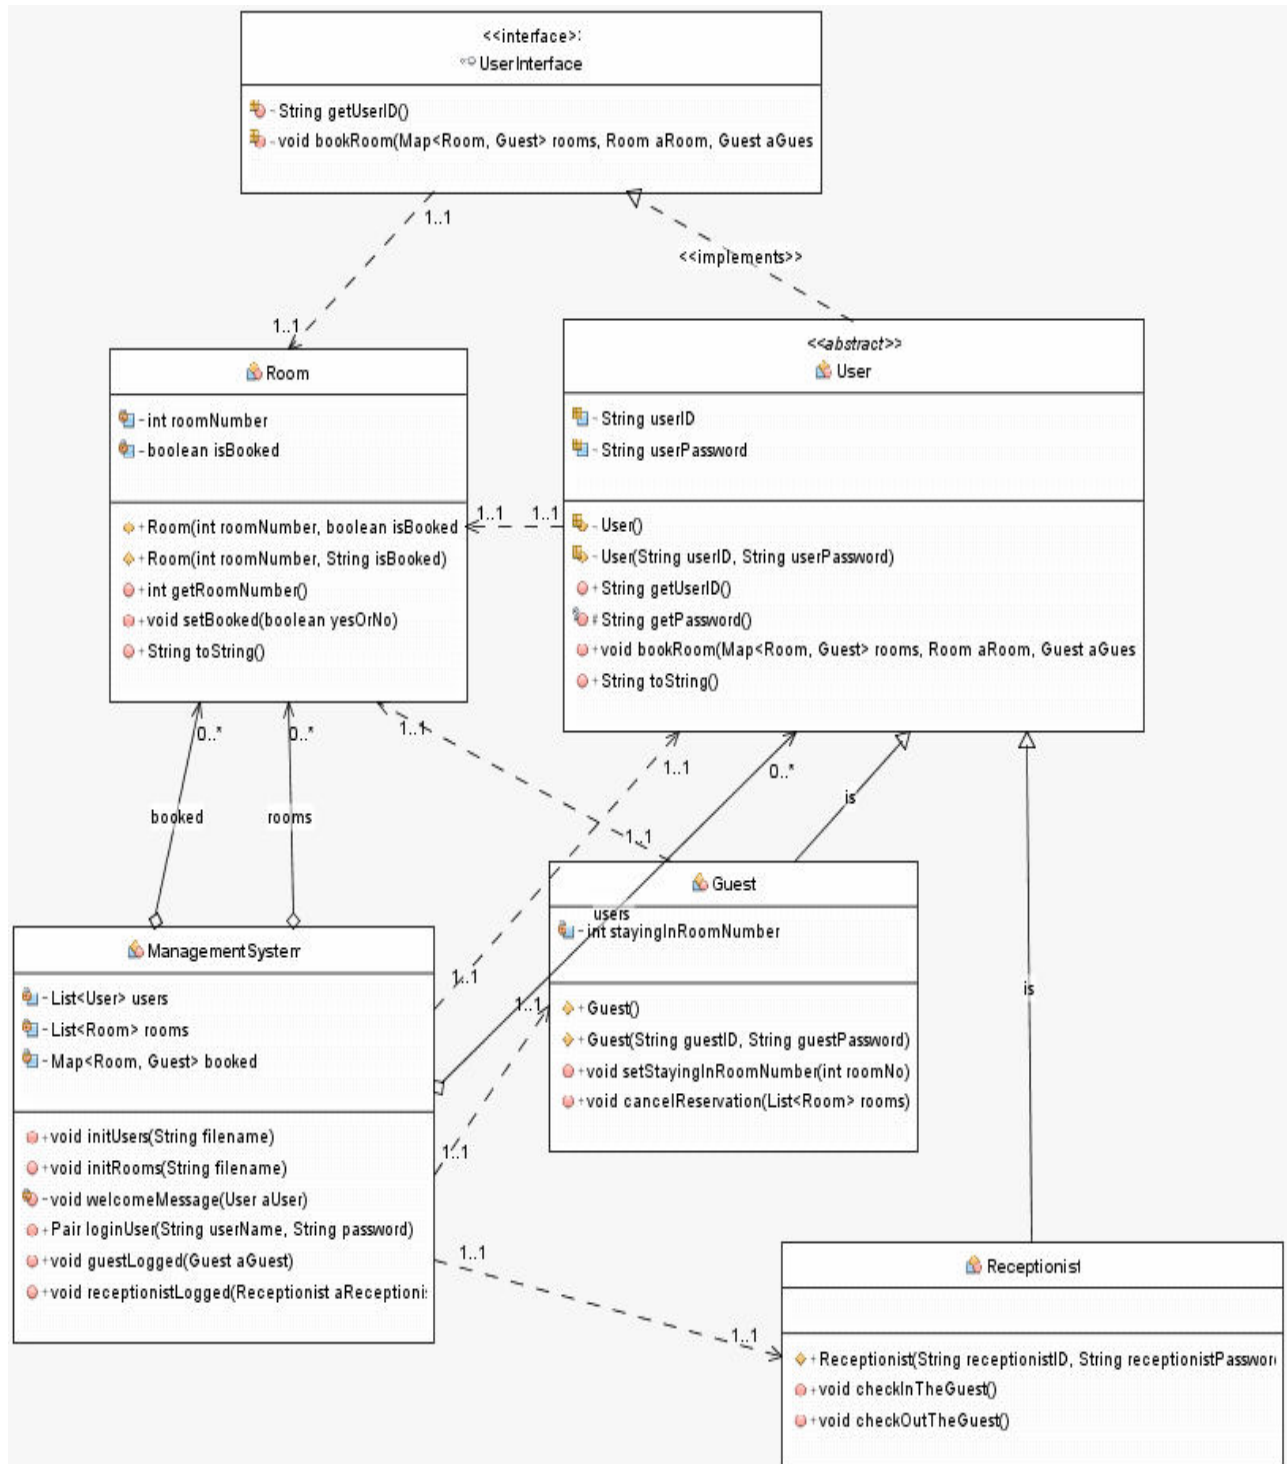 <<interface>:
UserInterface
- String getUserID()
- void bookRoom(Map<Room, Guest> rooms, Room aRoom, Guest aGues
1..1
<<implements>>
1..1
Room
- int roomNumber
- boolean isBooked
+ Room(int roomNumber, boolean isBooked
+ Room(int roomNumber, String isBooked)
+ int getRoomNumber()
+ void setBooked(boolean yesOrNo)
+ String toString()
<<abstract>>
User
- String userID
- String userPassword
- User()
- User(String userID, String userPassword)
+ String getUserID()
# String getPassword()
+ void bookRoom(Map<Room, Guest> rooms, Room aRoom, Guest aGues
+ String toString()
1..1 1..1
0..* 0..* 1..1
1..1 0..*
booked rooms
is
1..1
Guest
users
- int stayingInRoomNumber
+ Guest()
+ Guest(String guestID, String guestPassword)
+ void setStayingInRoomNumber(int roomNo)
+ void cancelReservation(List<Room> rooms)
ManagementSystem
- List<User> users
- List<Room> rooms
- Map<Room, Guest> booked
+ void initUsers(String filename)
+ void initRooms(String filename)
- void welcomeMessage(User aUser)
+ Pair loginUser(String userName, String password)
+ void guestLogged(Guest aGuest)
+ void receptionistLogged(Receptionist aReceptioni:
1..1
1..1
1..1
is
1..1
1..1
Receptionist
+ Receptionist(String receptionistID, String receptionistPassword
+ void checkInTheGuest()
+ void checkOutTheGuest()